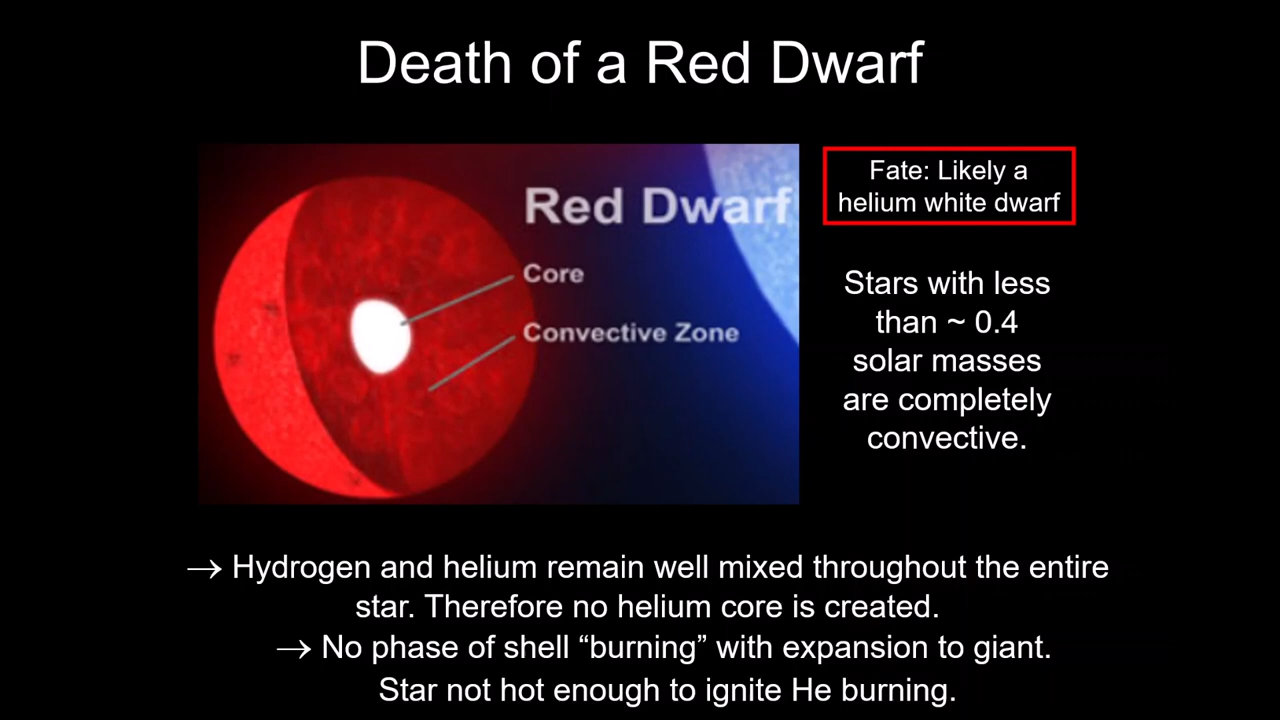 Death of a Red Dwarf
Red Dwarf
Core
Convective Zone
Fate: Likely a
helium white dwarf
Stars with less
than ~ 0.4
solar masses
are completely
convective.
→ Hydrogen and helium remain well mixed throughout the entire
star. Therefore no helium core is created.
→ No phase of shell “burning” with expansion to giant.
Star not hot enough to ignite He burning.